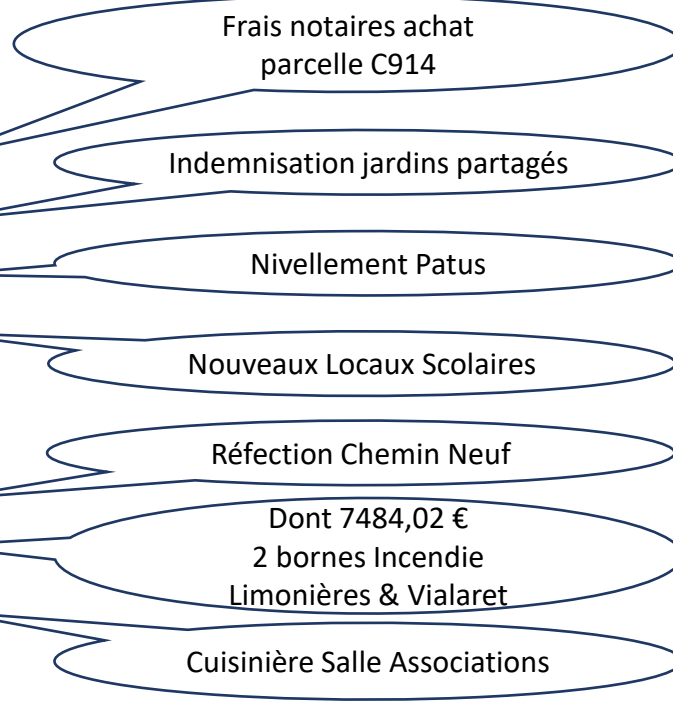 Frais notaires achat
parcelle C914
Indemnisation jardins partagés
Nivellement Patus
Nouveaux Locaux Scolaires
Réfection Chemin Neuf
Dont 7484,02 €
2 bornes Incendie
Limonières & Vialaret
Cuisinière Salle Associations